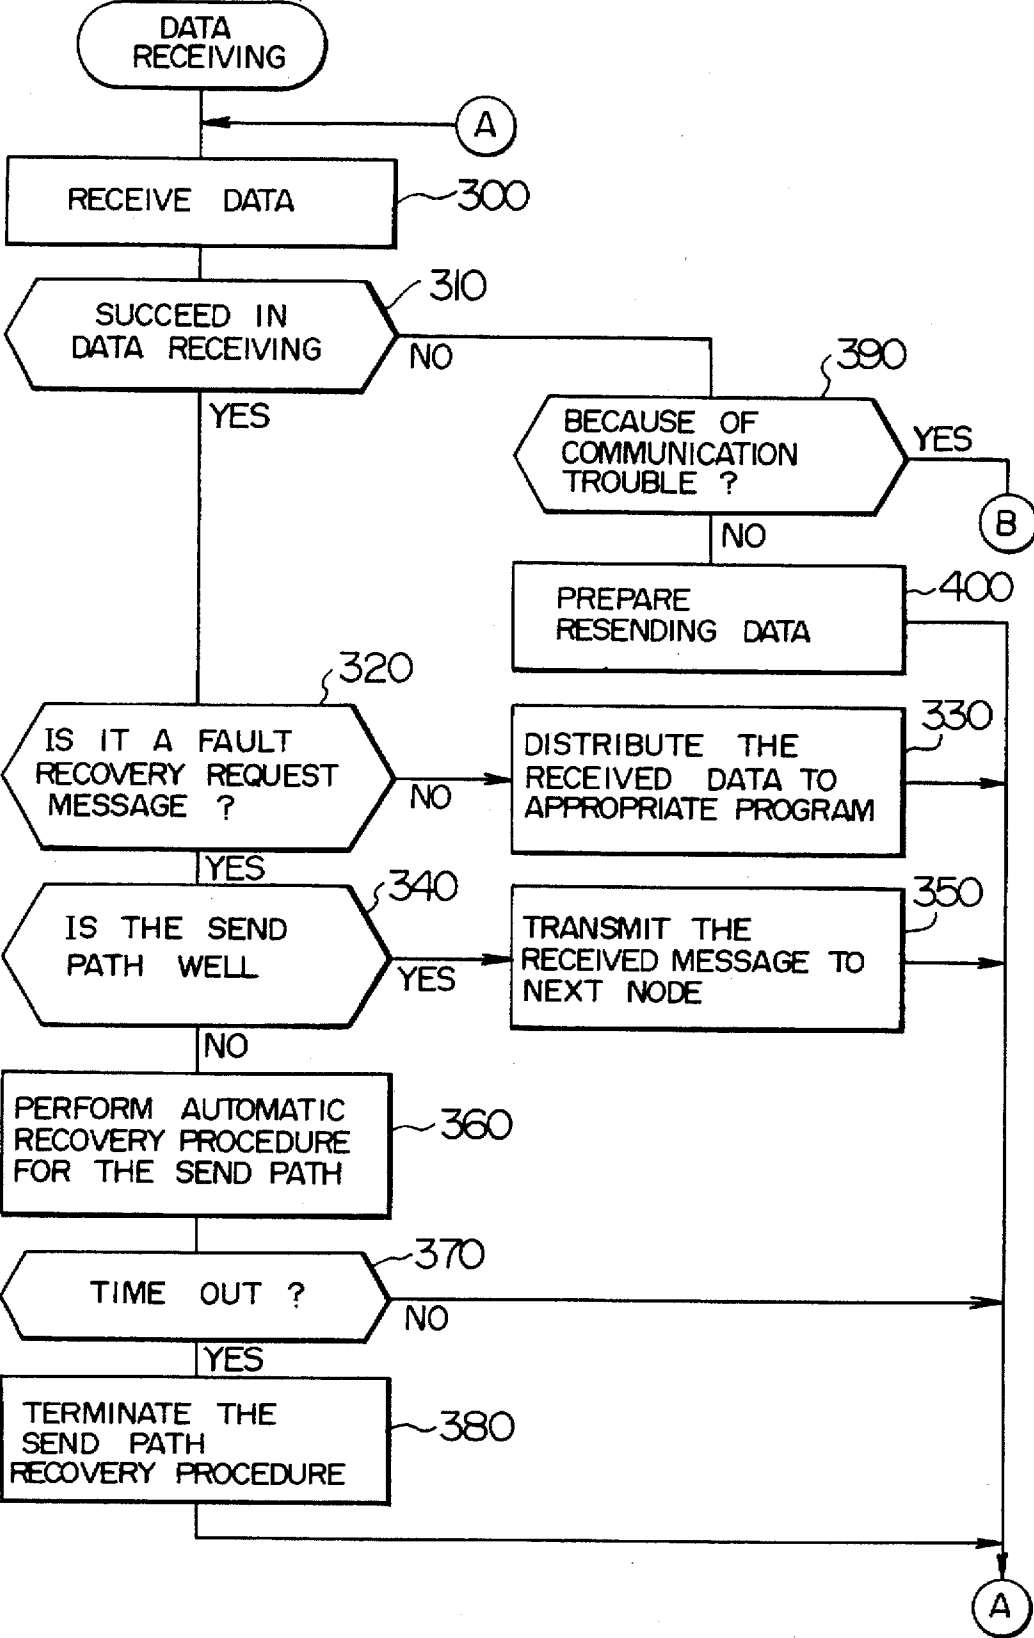 DATA
RECEIVING
A
RECEIVE DATA
300
310
SUCCEED IN
DATA RECEIVING
NO
YES
390
BECAUSE OF
COMMUNICATION
TROUBLE ?
YES
B
NO
400
PREPARE
RESENDING DATA
320
IS IT A FAULT
RECOVERY REQUEST
MESSAGE ?
NO
YES
330
DISTRIBUTE THE
RECEIVED DATA TO
APPROPRIATE PROGRAM
340
IS THE SEND
PATH WELL
YES
NO
350
TRANSMIT THE
RECEIVED MESSAGE TO
NEXT NODE
PERFORM AUTOMATIC
RECOVERY PROCEDURE
FOR THE SEND PATH
360
370
TIME OUT ?
NO
YES
TERMINATE THE
SEND PATH
RECOVERY PROCEDURE
380
A